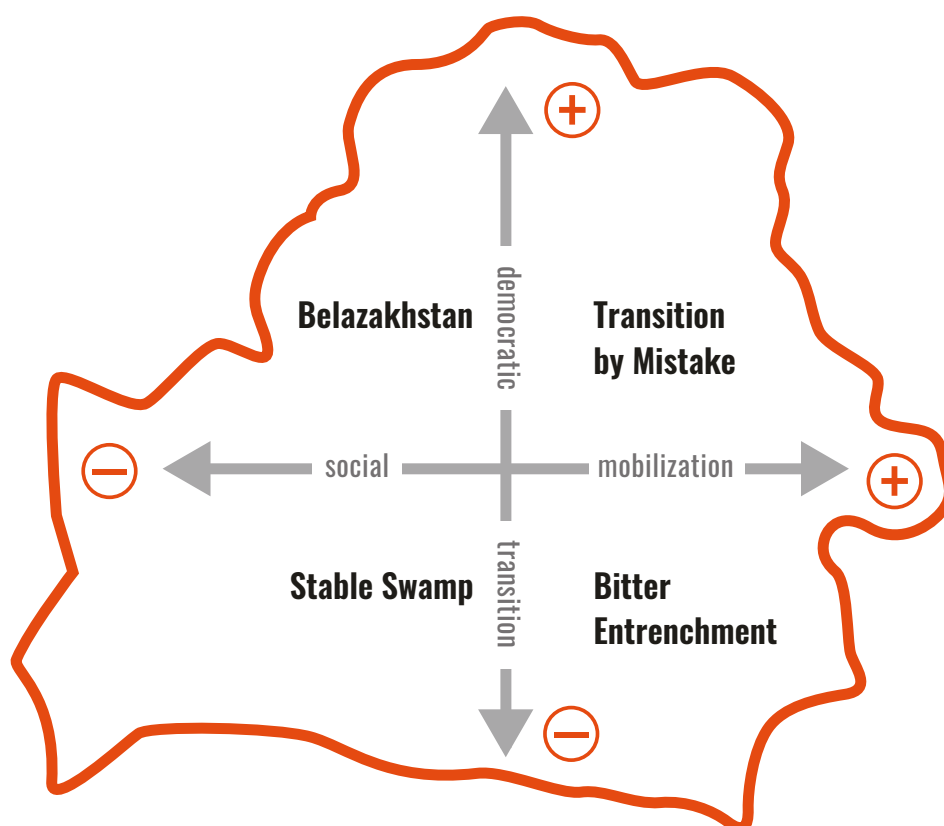 +
democratic
Belazakhstan
Transition
by Mistake
−
social
mobilization
+
transition
Stable Swamp
Bitter
Entrenchment
−